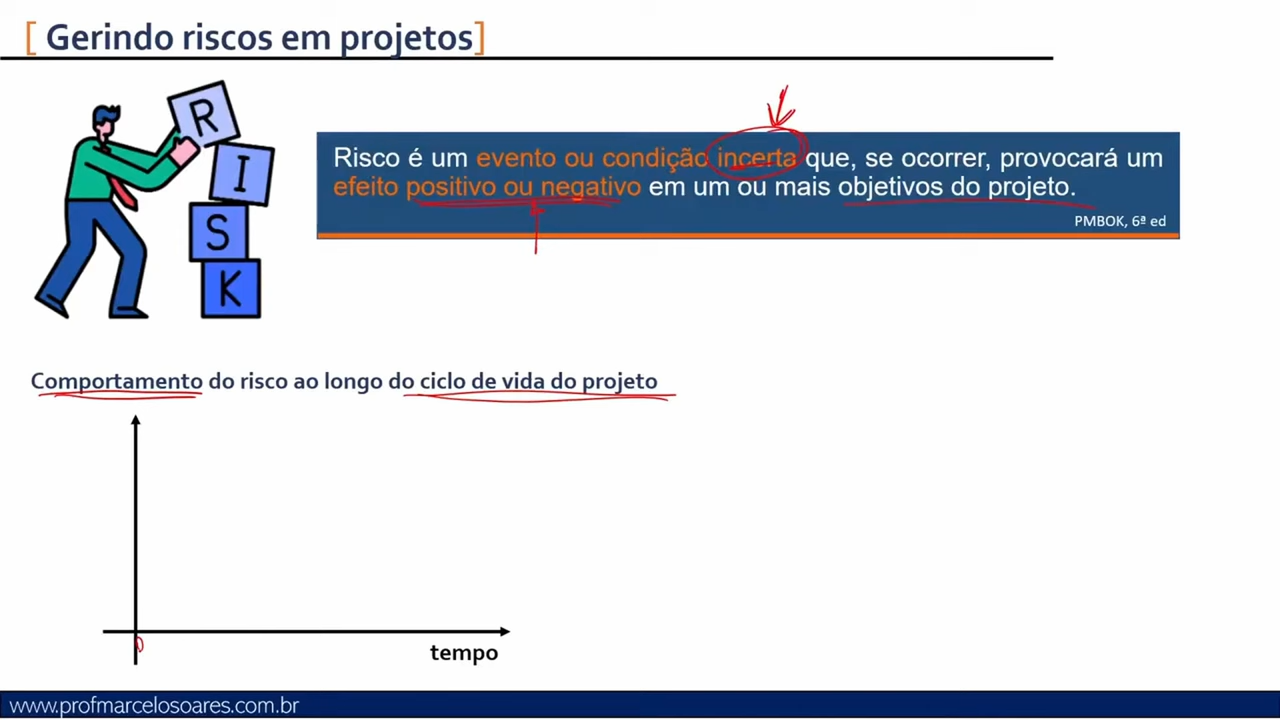 [ Gerindo riscos em projetos]
R
I
S
K
Risco é um evento ou condição incerta que, se ocorrer, provocará um
efeito positivo ou negativo em um ou mais objetivos do projeto.
PMBOK, 6ª ed
Comportamento do risco ao longo do ciclo de vida do projeto
0
tempo
www.profmarcelosoares.com.br